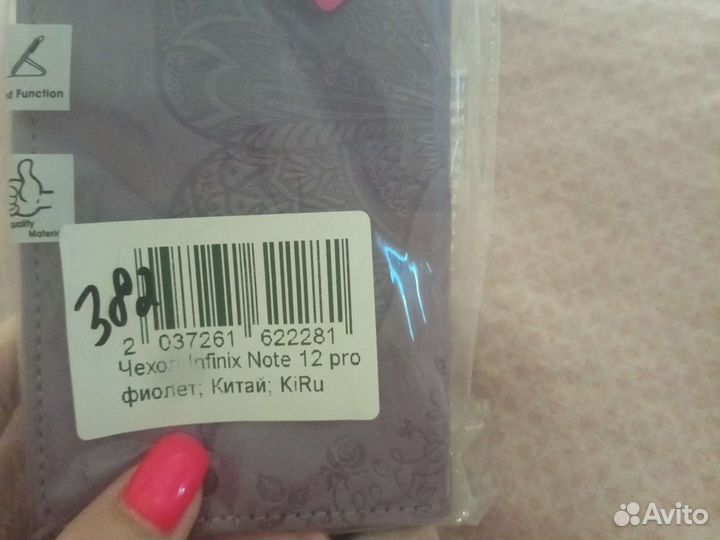 d Function
quality
Materi
382
2 037261 622281
Чехол Infinix Note 12 pro
фиолет; Китай; KiRu
Avito